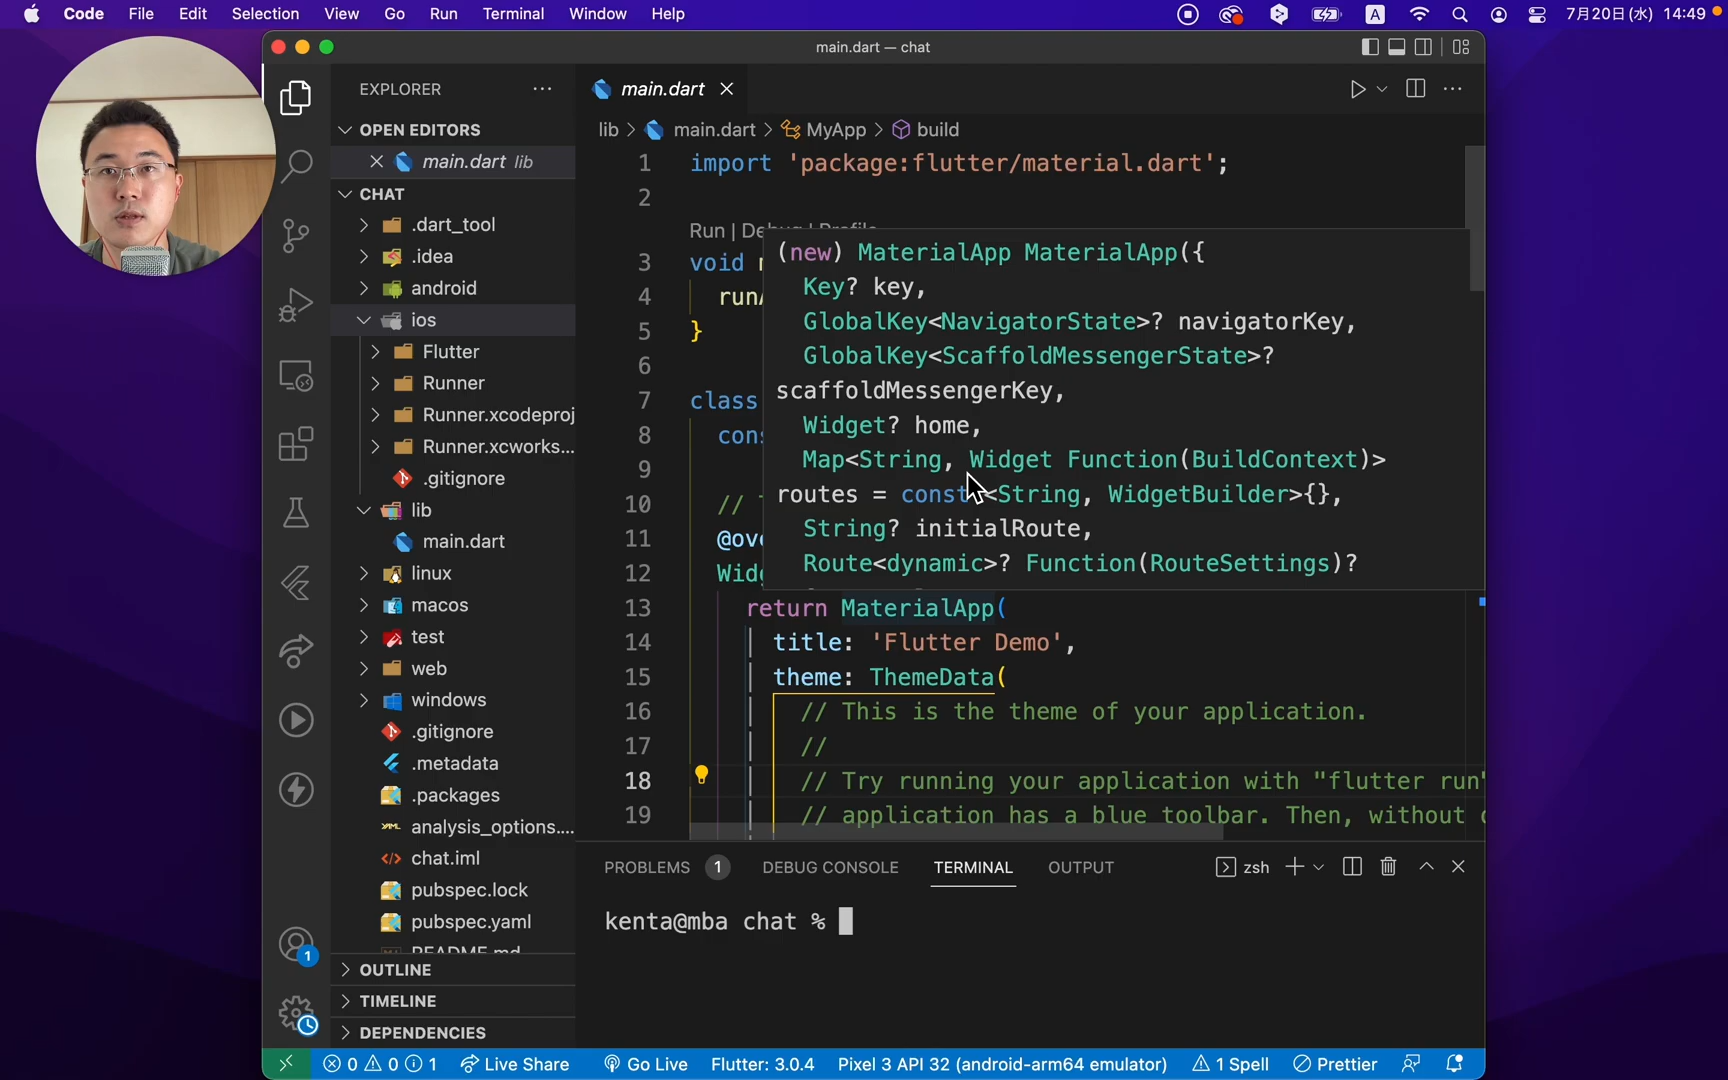 Code File Edit Selection View Go Run Terminal Window Help
A 7月20日(水) 14:49
main.dart — chat
EXPLORER
OPEN EDITORS
main.dart lib
CHAT
.dart_tool
.idea
android
ios
Flutter
Runner
Runner.xcodeproj
Runner.xcworks...
.gitignore
lib
main.dart
linux
macos
test
web
windows
.gitignore
.metadata
.packages
analysis_options....
chat.iml
pubspec.lock
pubspec.yaml
README.md
OUTLINE
TIMELINE
DEPENDENCIES
1
main.dart
lib > main.dart > MyApp > build
1 import 'package:flutter/material.dart';
2
Run | Debug | Profile
3 void
4 runA
5 }
6
7 class
8 cons
9
10 //
11 @ove
12 Widg
(new) MaterialApp MaterialApp({
Key? key,
GlobalKey<NavigatorState>? navigatorKey,
GlobalKey<ScaffoldMessengerState>?
scaffoldMessengerKey,
Widget? home,
Map<String, Widget Function(BuildContext)>
routes = const <String, WidgetBuilder>{},
String? initialRoute,
Route<dynamic>? Function(RouteSettings)?
13 return MaterialApp(
14 title: 'Flutter Demo',
15 theme: ThemeData(
16 // This is the theme of your application.
17 //
18 // Try running your application with "flutter run"
19 // application has a blue toolbar. Then, without
PROBLEMS 1 DEBUG CONSOLE TERMINAL OUTPUT zsh
kenta@mba chat %
0 0 1 Live Share Go Live Flutter: 3.0.4 Pixel 3 API 32 (android-arm64 emulator) 1 Spell Prettier